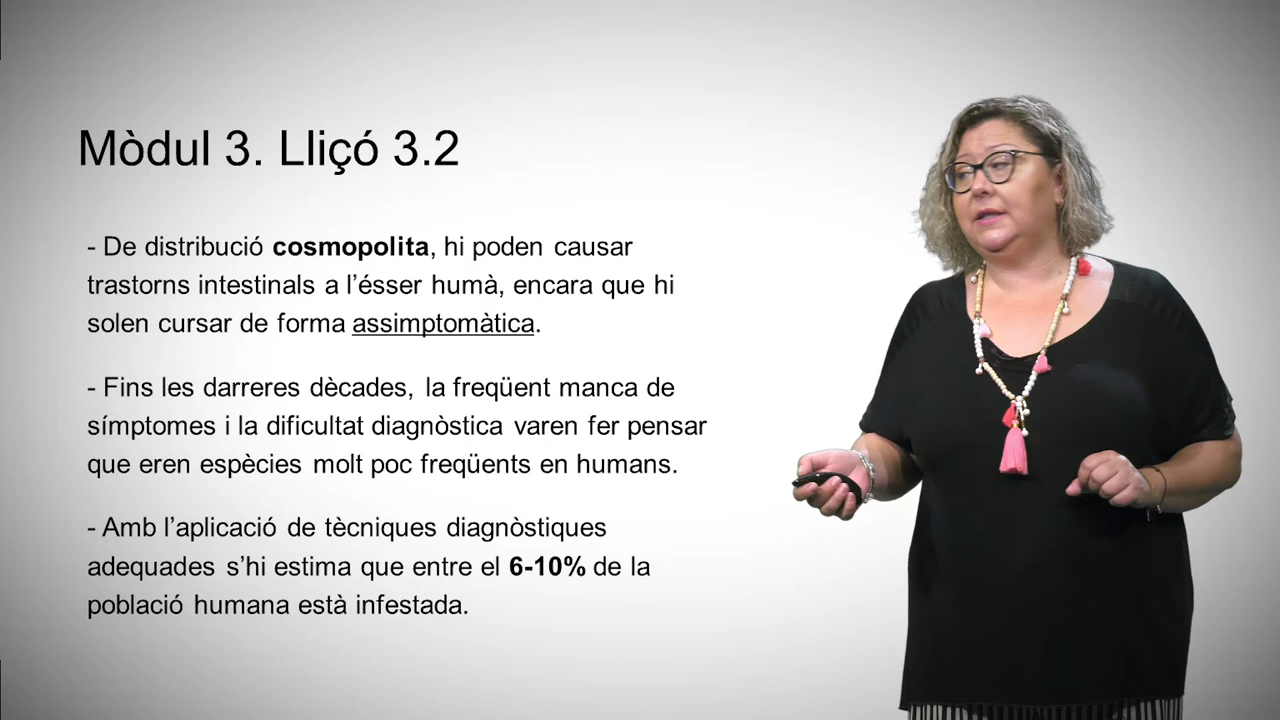 Mòdul 3. Lliçó 3.2
- De distribució cosmopolita, hi poden causar
trastorns intestinals a l’ésser humà, encara que hi
solen cursar de forma assimptomàtica.
- Fins les darreres dècades, la freqüent manca de
símptomes i la dificultat diagnòstica varen fer pensar
que eren espècies molt poc freqüents en humans.
- Amb l’aplicació de tècniques diagnòstiques
adequades s’hi estima que entre el 6-10% de la
població humana està infestada.